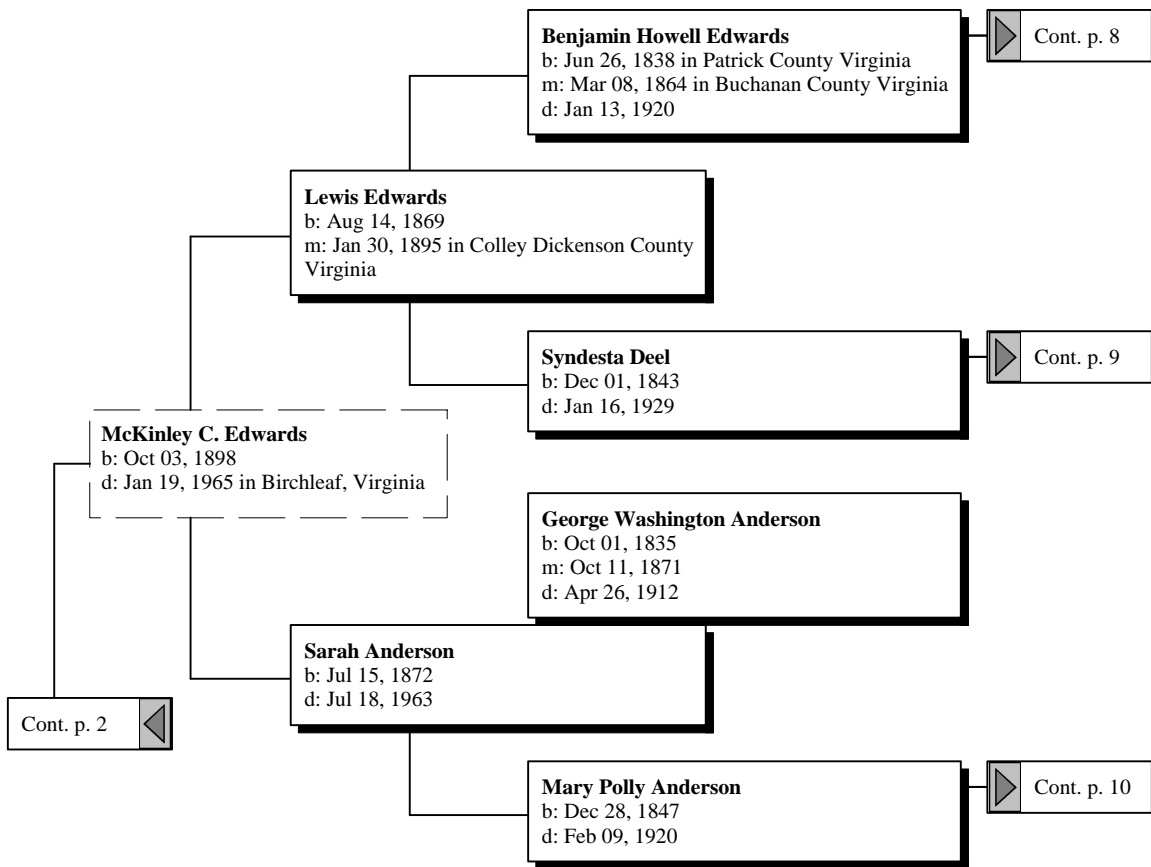 Benjamin Howell Edwards
b: Jun 26, 1838 in Patrick County Virginia
m: Mar 08, 1864 in Buchanan County Virginia
d: Jan 13, 1920
Cont. p. 8
Lewis Edwards
b: Aug 14, 1869
m: Jan 30, 1895 in Colley Dickenson County
Virginia
Syndesta Deel
b: Dec 01, 1843
d: Jan 16, 1929
Cont. p. 9
McKinley C. Edwards
b: Oct 03, 1898
d: Jan 19, 1965 in Birchleaf, Virginia
George Washington Anderson
b: Oct 01, 1835
m: Oct 11, 1871
d: Apr 26, 1912
Sarah Anderson
b: Jul 15, 1872
d: Jul 18, 1963
Cont. p. 2
Mary Polly Anderson
b: Dec 28, 1847
d: Feb 09, 1920
Cont. p. 10